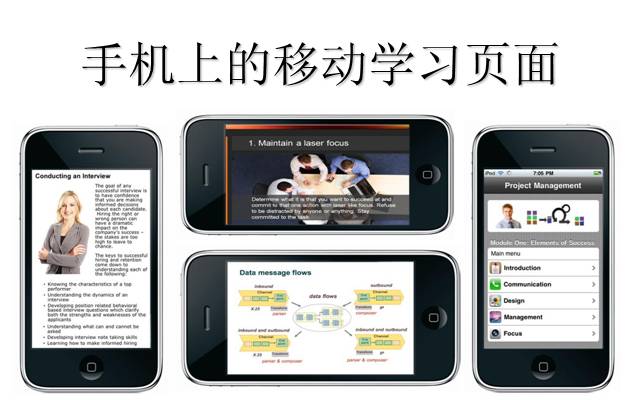 手机上的移动学习页面
Conducting an Interview
The goal of any
successful interview is
to have confidence
that you are making
informed decisions
about each candidate.
Hiring the right or
wrong person can
have a dramatic
impact on the
company's success –
the stakes are too
high to leave to
chance.
The keys to successful
hiring and retention
come down to
understanding each of
the following:
• Knowing the characteristics of a top
performer
• Understanding the dynamics of an
interview
• Developing position related behavioral
based interview questions which clarify
both the strengths and weaknesses of the
applicants
• Understanding what can and cannot be
asked
• Developing interview note taking skills
• Learning how to make informed hiring
1. Maintain a laser focus
Determine what it is that you want to succeed at and
commit to that one action with laser like focus. Refuse
to be distracted by anyone or anything. Stay
committed to the task.
Data message flows
inbound
Channel
X.25
Transform
parser
data flows
outbound
Channel
Transform
IP
composer
inbound and outbound
Channel
X.25
Transform
parser & composer
inbound and outbound
Channel
Transform
IP
parser & composer
iPod
7:05 PM
Project Management
Module One: Elements of Success
Main menu
Introduction
Communication
Design
Management
Focus